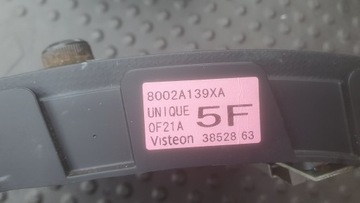 8002A139XA
UNIQUE 5F
OF21A
Visteon 38528 63